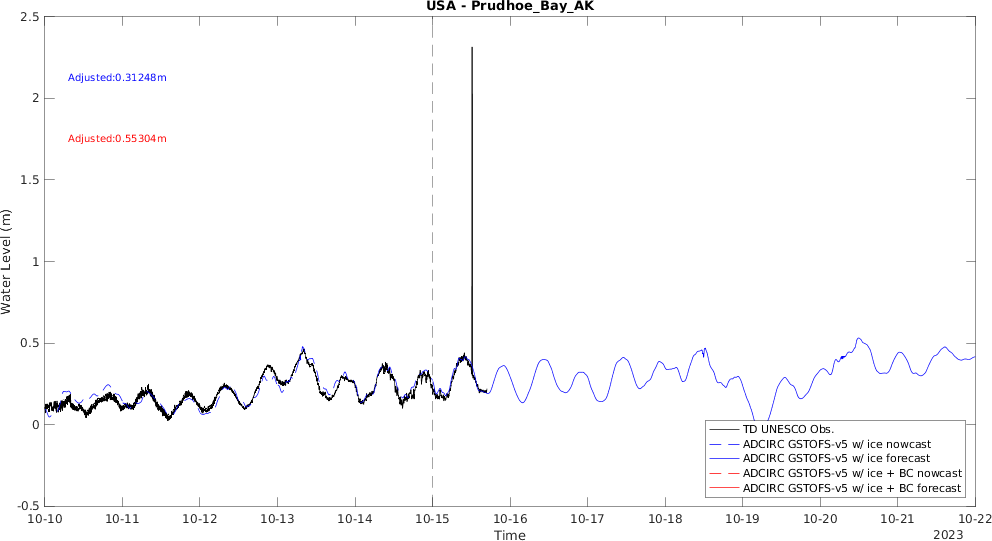 USA - Prudhoe_Bay_AK
2.5
Adjusted:0.31248m
2
Adjusted:0.55304m
1.5
Water Level (m)
1
0.5
0
-0.5
TD UNESCO Obs.
ADCIRC GSTOFS-v5 w/ ice nowcast
ADCIRC GSTOFS-v5 w/ ice forecast
ADCIRC GSTOFS-v5 w/ ice + BC nowcast
ADCIRC GSTOFS-v5 w/ ice + BC forecast
10-10 10-11 10-12 10-13 10-14 10-15 10-16 10-17 10-18 10-19 10-20 10-21 10-22
Time
2023